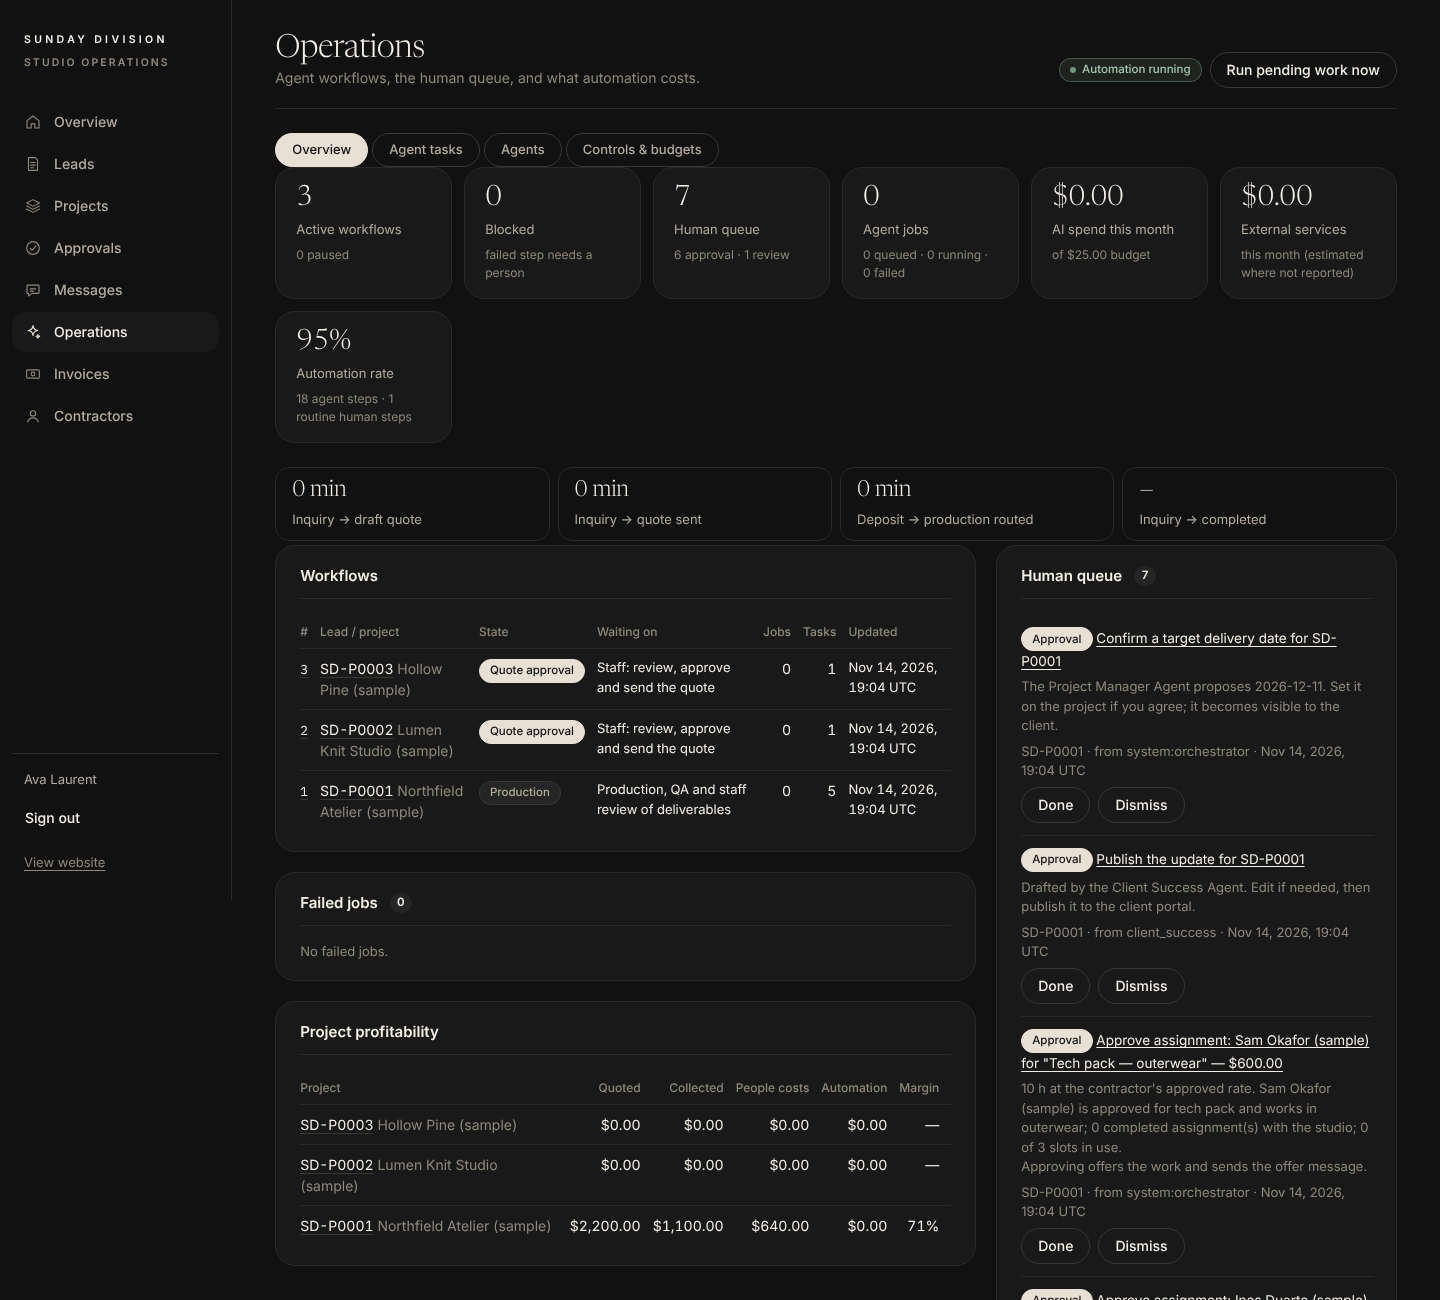 SUNDAY DIVISION
STUDIO OPERATIONS
Overview
Leads
Projects
Approvals
Messages
Operations
Invoices
Contractors
Ava Laurent
Sign out
View website
Operations
Agent workflows, the human queue, and what automation costs.
Automation running
Run pending work now
Overview
Agent tasks
Agents
Controls & budgets
3
Active workflows
0 paused
0
Blocked
failed step needs a
person
7
Human queue
6 approval · 1 review
0
Agent jobs
0 queued · 0 running ·
0 failed
$0.00
AI spend this month
of $25.00 budget
$0.00
External services
this month (estimated
where not reported)
95%
Automation rate
18 agent steps · 1
routine human steps
0 min
Inquiry → draft quote
0 min
Inquiry → quote sent
0 min
Deposit → production routed
—
Inquiry → completed
Workflows
# Lead / project State Waiting on Jobs Tasks Updated
3 SD-P0003 Hollow Quote approval Staff: review, approve 0 1 Nov 14, 2026,
Pine (sample) and send the quote 19:04 UTC
2 SD-P0002 Lumen Quote approval Staff: review, approve 0 1 Nov 14, 2026,
Knit Studio (sample) and send the quote 19:04 UTC
1 SD-P0001 Northfield Production Production, QA and staff 0 5 Nov 14, 2026,
Atelier (sample) review of deliverables 19:04 UTC
Failed jobs 0
No failed jobs.
Project profitability
Project Quoted Collected People costs Automation Margin
SD-P0003 Hollow Pine (sample) $0.00 $0.00 $0.00 $0.00 —
SD-P0002 Lumen Knit Studio $0.00 $0.00 $0.00 $0.00 —
(sample)
SD-P0001 Northfield Atelier (sample) $2,200.00 $1,100.00 $640.00 $0.00 71%
Human queue 7
Approval Confirm a target delivery date for SD-
P0001
The Project Manager Agent proposes 2026-12-11. Set it
on the project if you agree; it becomes visible to the
client.
SD-P0001 · from system:orchestrator · Nov 14, 2026,
19:04 UTC
Done
Dismiss
Approval Publish the update for SD-P0001
Drafted by the Client Success Agent. Edit if needed, then
publish it to the client portal.
SD-P0001 · from client_success · Nov 14, 2026, 19:04
UTC
Done
Dismiss
Approval Approve assignment: Sam Okafor (sample)
for "Tech pack — outerwear" — $600.00
10 h at the contractor's approved rate. Sam Okafor
(sample) is approved for tech pack and works in
outerwear; 0 completed assignment(s) with the studio; 0
of 3 slots in use.
Approving offers the work and sends the offer message.
SD-P0001 · from system:orchestrator · Nov 14, 2026,
19:04 UTC
Done
Dismiss
Approval Approve assignment: Ines Duarte (sample)